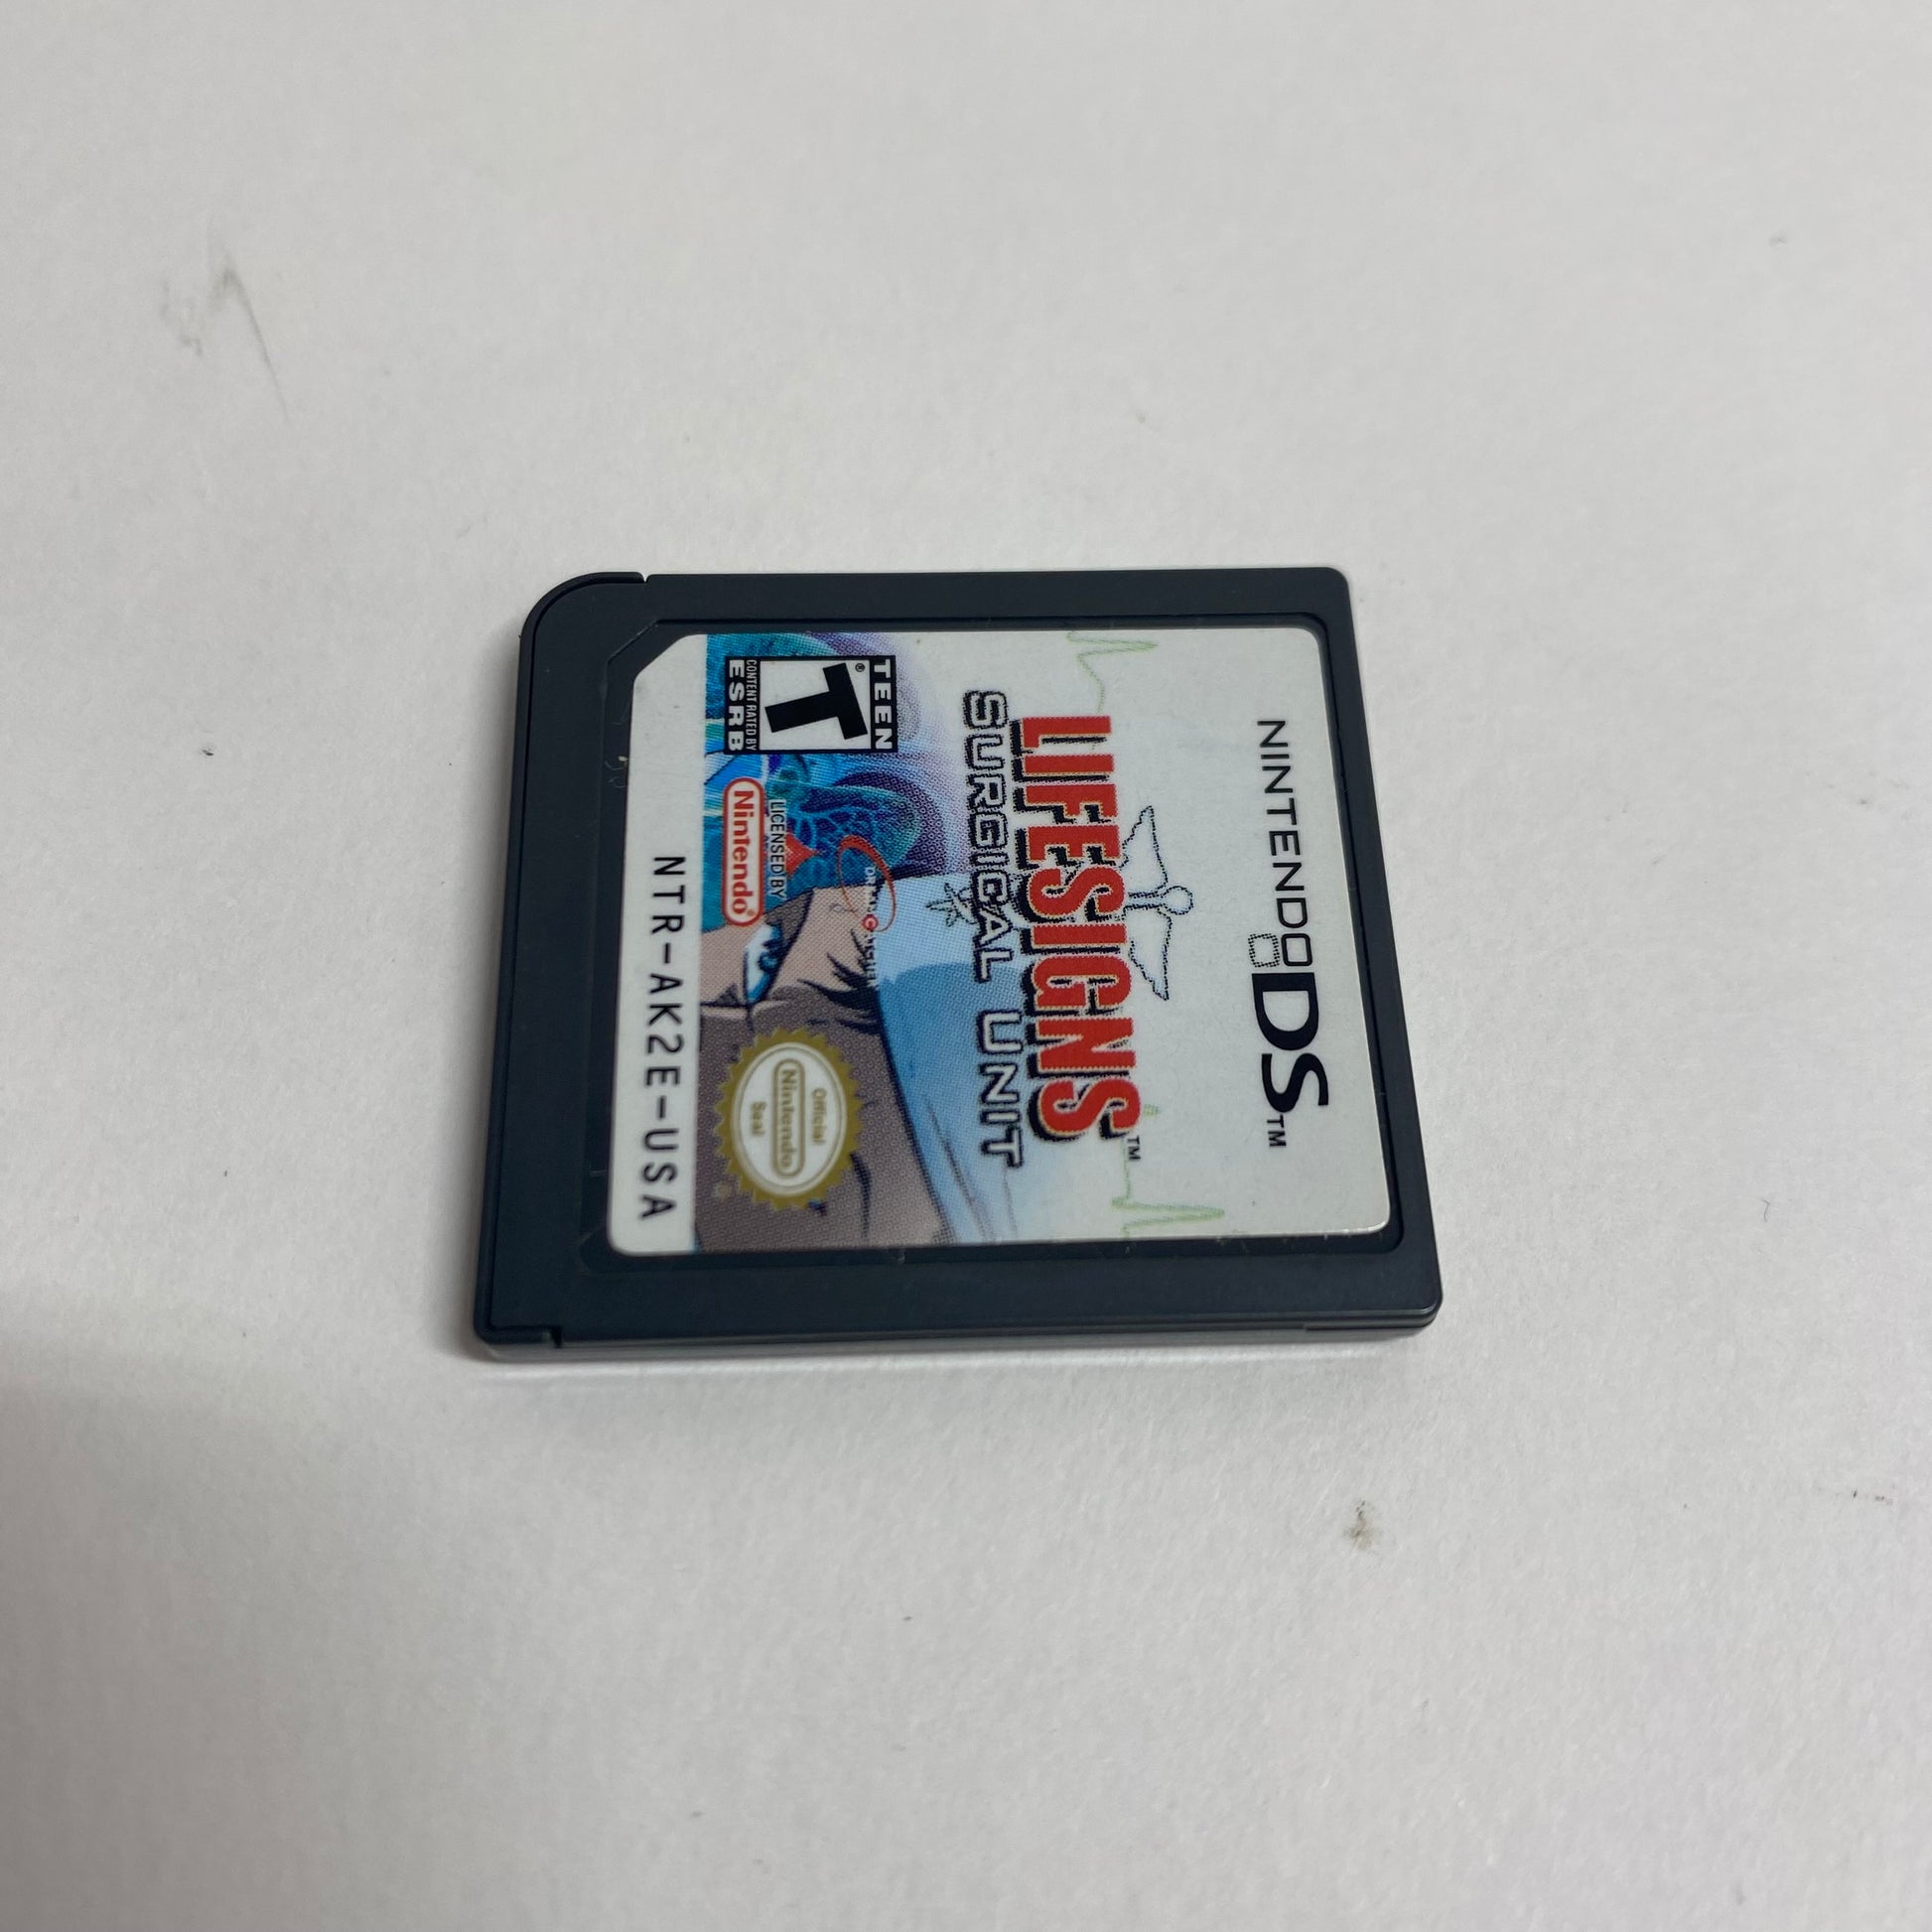 NINTENDO DS™
LIFESIGNS™
SURGICAL UNIT
TEEN
T®
CONTENT RATED BY
ESRB
LICENSED BY
Nintendo®
Official
Nintendo
Seal
NTR-AK2E-USA